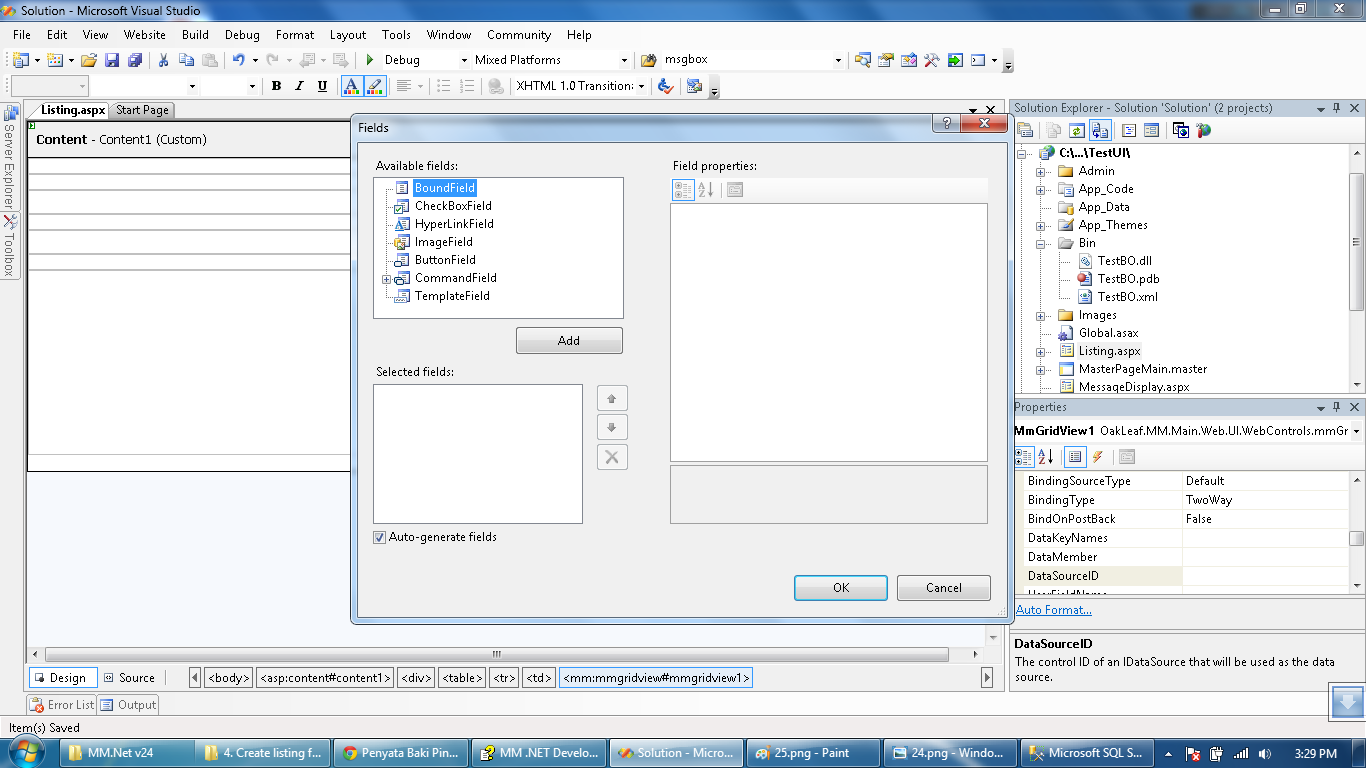 Solution - Microsoft Visual Studio
File Edit View Website Build Debug Format Layout Tools Window Community Help
Debug Mixed Platforms msgbox
B I U A XHTML 1.0 Transition:
Server Explorer
Toolbox
Listing.aspx Start Page
Content - Content1 (Custom)
Fields
Available fields:
BoundField
CheckBoxField
HyperLinkField
ImageField
ButtonField
CommandField
TemplateField
Add
Selected fields:
Auto-generate fields
Field properties:
OK Cancel
Solution Explorer - Solution 'Solution' (2 projects)
C:\...\TestUI\
Admin
App_Code
App_Data
App_Themes
Bin
TestBO.dll
TestBO.pdb
TestBO.xml
Images
Global.asax
Listing.aspx
MasterPageMain.master
MessageDisplay.aspx
Properties
MmGridView1 OakLeaf.MM.Main.Web.UI.WebControls.mmGr
BindingSourceType Default
BindingType TwoWay
BindOnPostBack False
DataKeyNames
DataMember
DataSourceID
Auto Format...
DataSourceID
The control ID of an IDataSource that will be used as the data
source.
Design Source <body> <asp:content#content1> <div> <table> <tr> <td> <mm:mmgridview#mmgridview1>
Error List Output
Item(s) Saved
MM.Net v24 4. Create listing f... Penyata Baki Pin... MM .NET Develo... Solution - Micro... 25.png - Paint 24.png - Windo... Microsoft SQL S... 3:29 PM